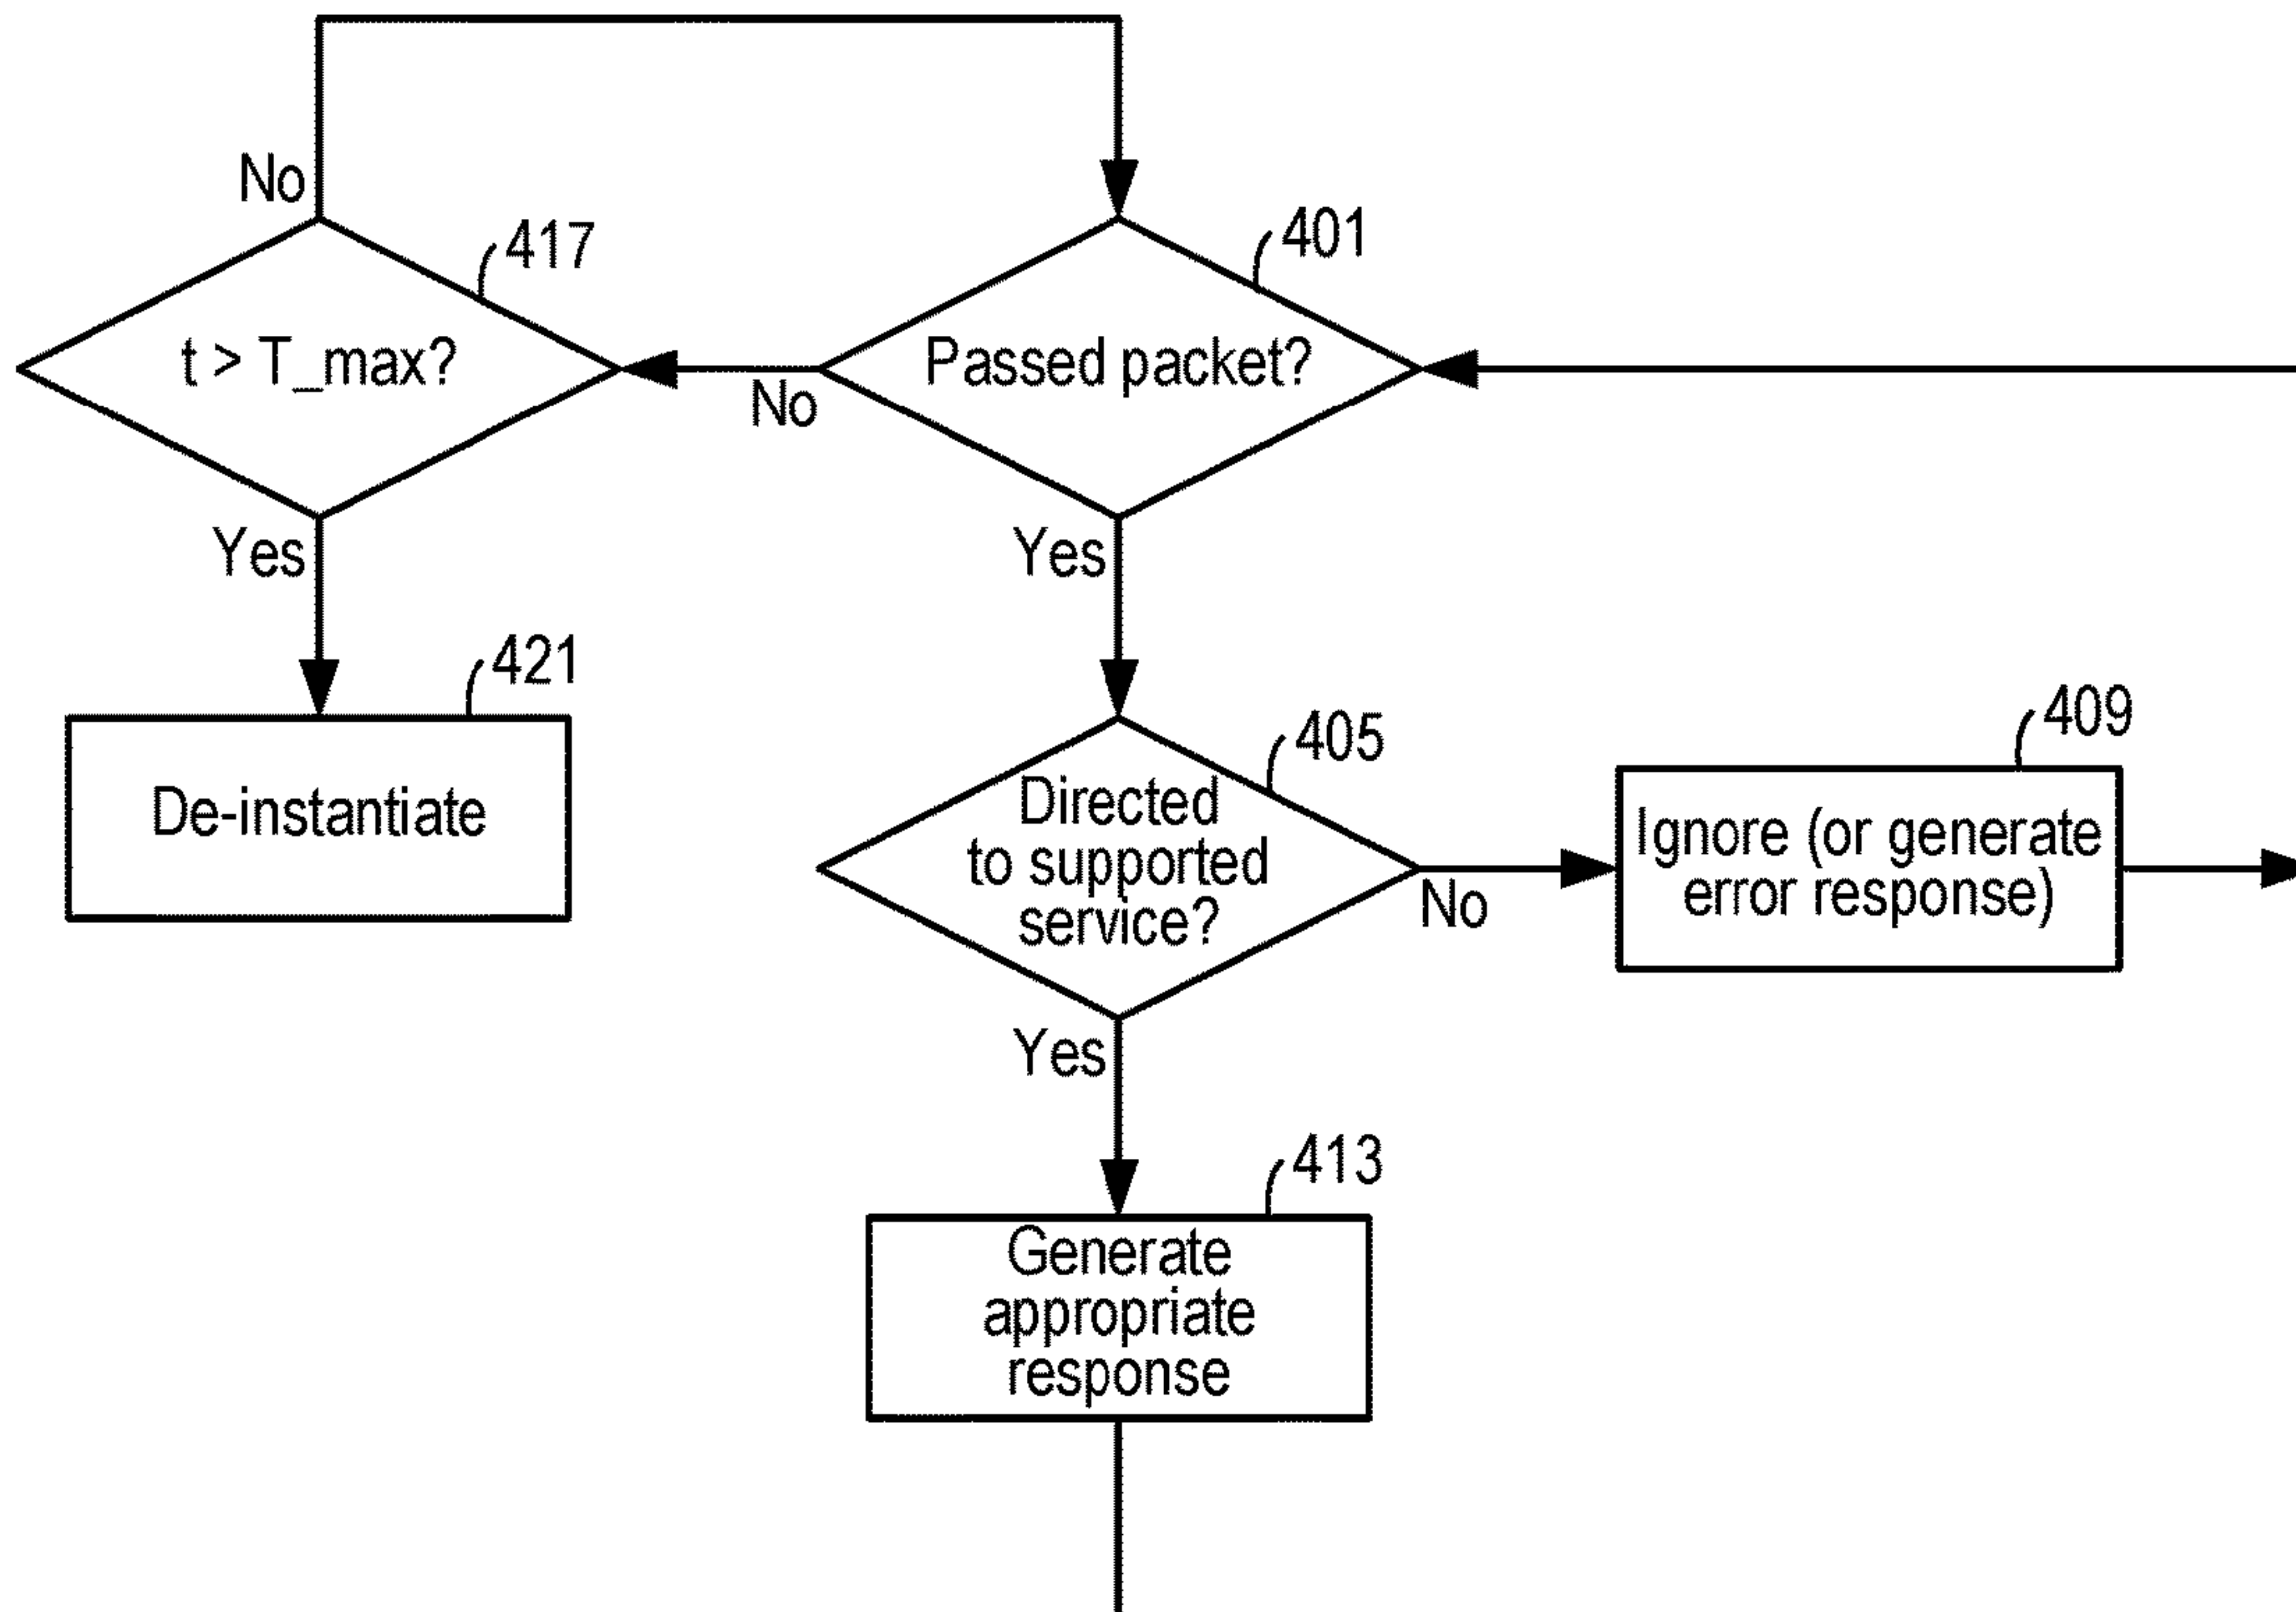 No
417
401
t > T_max?
Passed packet?
No
Yes
Yes
421
De-instantiate
405
Directed
to supported
service?
No
409
Ignore (or generate
error response)
Yes
413
Generate
appropriate
response